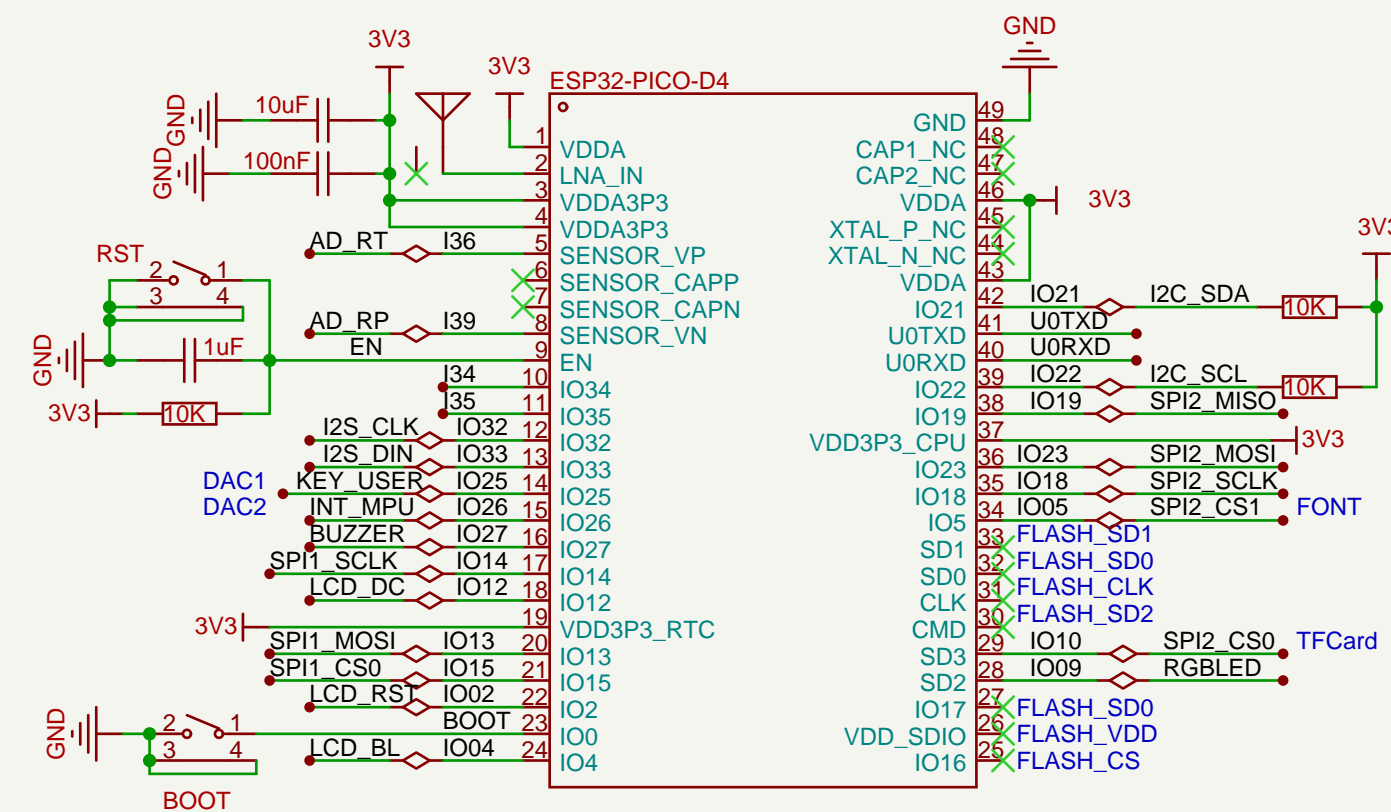 GND
3V3
3V3
ESP32-PICO-D4
10uF
GND
100nF
GND
1 VDDA
2 LNA_IN
3 VDDA3P3
4 VDDA3P3
AD_RT I36 5 SENSOR_VP
6 SENSOR_CAPP
7 SENSOR_CAPN
AD_RP I39 8 SENSOR_VN
EN 9 EN
I34 10 IO34
I35 11 IO35
I2S_CLK IO32 12 IO32
I2S_DIN IO33 13 IO33
DAC1 KEY_USER IO25 14 IO25
DAC2 INT_MPU IO26 15 IO26
BUZZER IO27 16 IO27
SPI1_SCLK IO14 17 IO14
LCD_DC IO12 18 IO12
3V3 19 VDD3P3_RTC
SPI1_MOSI IO13 20 IO13
SPI1_CS0 IO15 21 IO15
LCD_RST IO02 22 IO2
BOOT 23 IO0
LCD_BL IO04 24 IO4
RST
2 1
3 4
GND
1uF
3V3 10K
GND
2 1
3 4
BOOT
GND 49
CAP1_NC 48
CAP2_NC 47
VDDA 46 3V3
XTAL_P_NC 45
XTAL_N_NC 44
VDDA 43
IO21 42 IO21 I2C_SDA 10K
U0TXD 41 U0TXD
U0RXD 40 U0RXD
IO22 39 IO22 I2C_SCL 10K
IO19 38 IO19 SPI2_MISO
VDD3P3_CPU 37 3V3
IO23 36 IO23 SPI2_MOSI
IO18 35 IO18 SPI2_SCLK
IO5 34 IO05 SPI2_CS1 FONT
SD1 33 FLASH_SD1
SD0 32 FLASH_SD0
CLK 31 FLASH_CLK
CMD 30 FLASH_SD2
SD3 29 IO10 SPI2_CS0 TFCard
SD2 28 IO09 RGBLED
IO17 27 FLASH_SD0
VDD_SDIO 26 FLASH_VDD
IO16 25 FLASH_CS